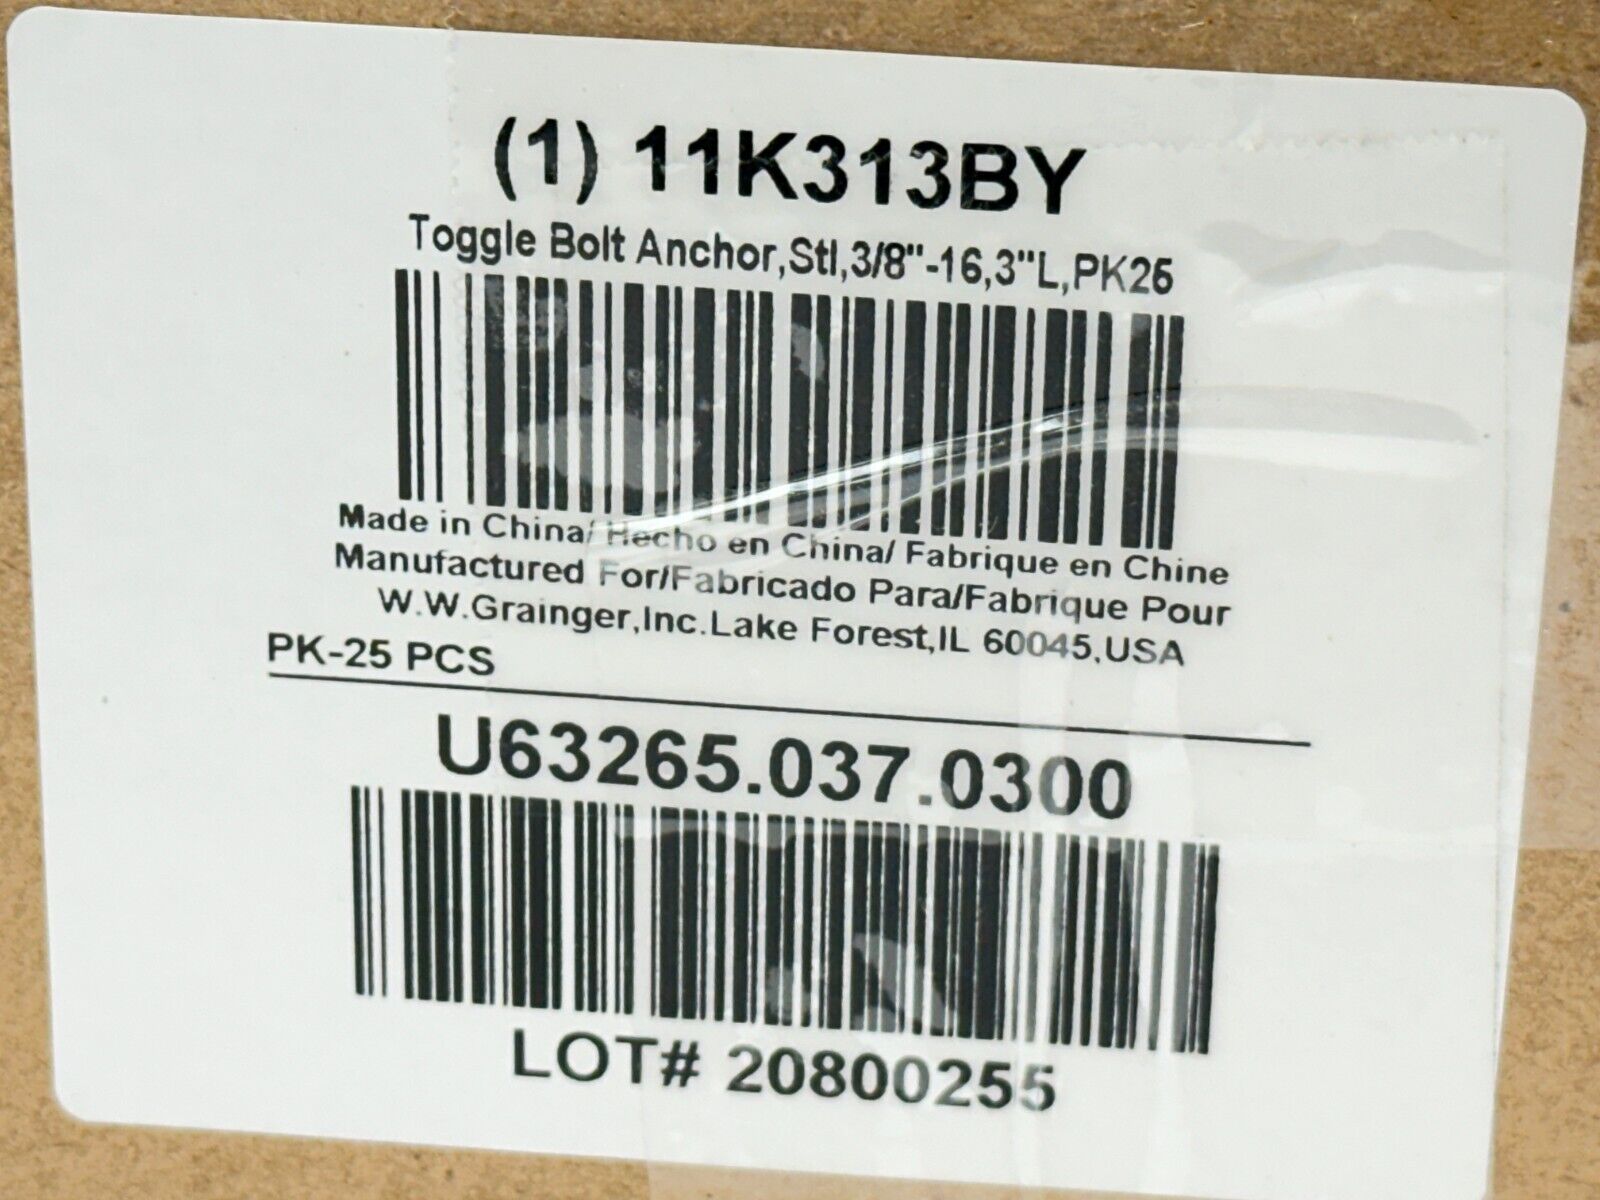 (1) 11K313BY
Toggle Bolt Anchor,Stl,3/8"-16,3"L,PK25
Made in China/ Hecho en China/ Fabrique en Chine
Manufactured For/Fabricado Para/Fabrique Pour
W.W.Grainger,Inc.Lake Forest,IL 60045,USA
PK-25 PCS
U63265.037.0300
LOT# 20800255